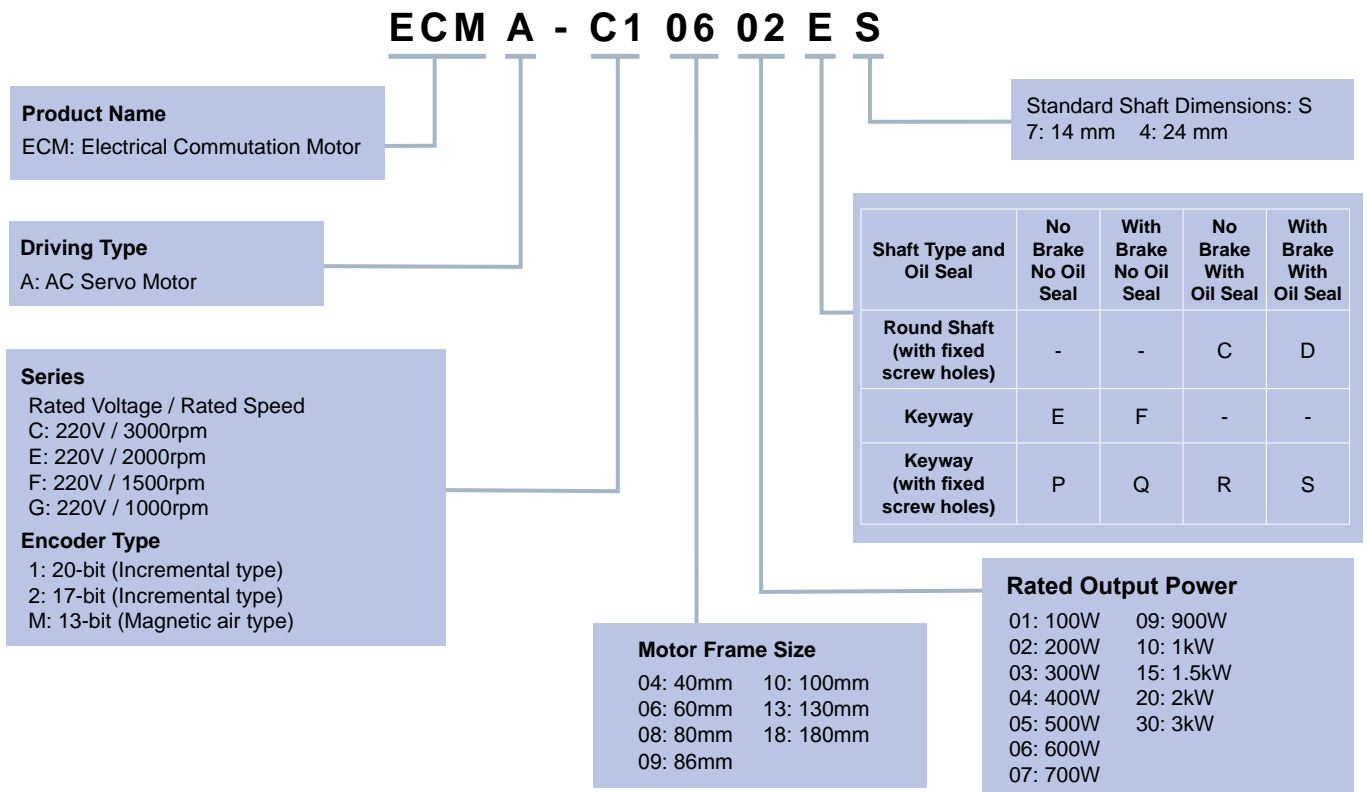 ECM A - C1 06 02 E S
Product Name
ECM: Electrical Commutation Motor
Driving Type
A: AC Servo Motor
Series
Rated Voltage / Rated Speed
C: 220V / 3000rpm
E: 220V / 2000rpm
F: 220V / 1500rpm
G: 220V / 1000rpm
Encoder Type
1: 20-bit (Incremental type)
2: 17-bit (Incremental type)
M: 13-bit (Magnetic air type)
Motor Frame Size
04: 40mm 10: 100mm
06: 60mm 13: 130mm
08: 80mm 18: 180mm
09: 86mm
Rated Output Power
01: 100W 09: 900W
02: 200W 10: 1kW
03: 300W 15: 1.5kW
04: 400W 20: 2kW
05: 500W 30: 3kW
06: 600W
07: 700W
Shaft Type and
Oil Seal
No
Brake
No Oil
Seal
With
Brake
No Oil
Seal
No
Brake
With
Oil Seal
With
Brake
With
Oil Seal
Round Shaft
(with fixed
screw holes)
- - C D
Keyway
E F - -
Keyway
(with fixed
screw holes)
P Q R S
Standard Shaft Dimensions: S
7: 14 mm 4: 24 mm